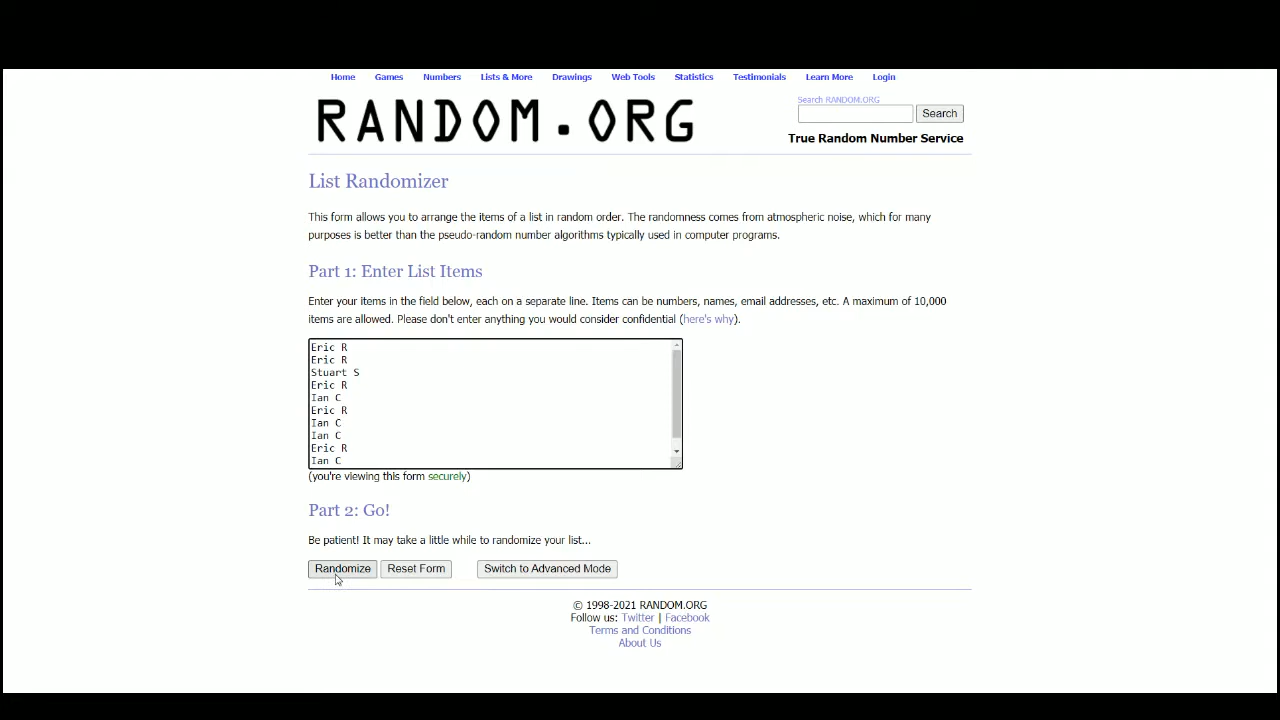 Home Games Numbers Lists & More Drawings Web Tools Statistics Testimonials Learn More Login
RANDOM.ORG
Search RANDOM.ORG
Search
True Random Number Service
List Randomizer
This form allows you to arrange the items of a list in random order. The randomness comes from atmospheric noise, which for many
purposes is better than the pseudo-random number algorithms typically used in computer programs.
Part 1: Enter List Items
Enter your items in the field below, each on a separate line. Items can be numbers, names, email addresses, etc. A maximum of 10,000
items are allowed. Please don't enter anything you would consider confidential (here's why).
Eric R
Eric R
Stuart S
Eric R
Ian C
Eric R
Ian C
Ian C
Eric R
Ian C
(you're viewing this form securely)
Part 2: Go!
Be patient! It may take a little while to randomize your list...
Randomize Reset Form Switch to Advanced Mode
© 1998-2021 RANDOM.ORG
Follow us: Twitter | Facebook
Terms and Conditions
About Us